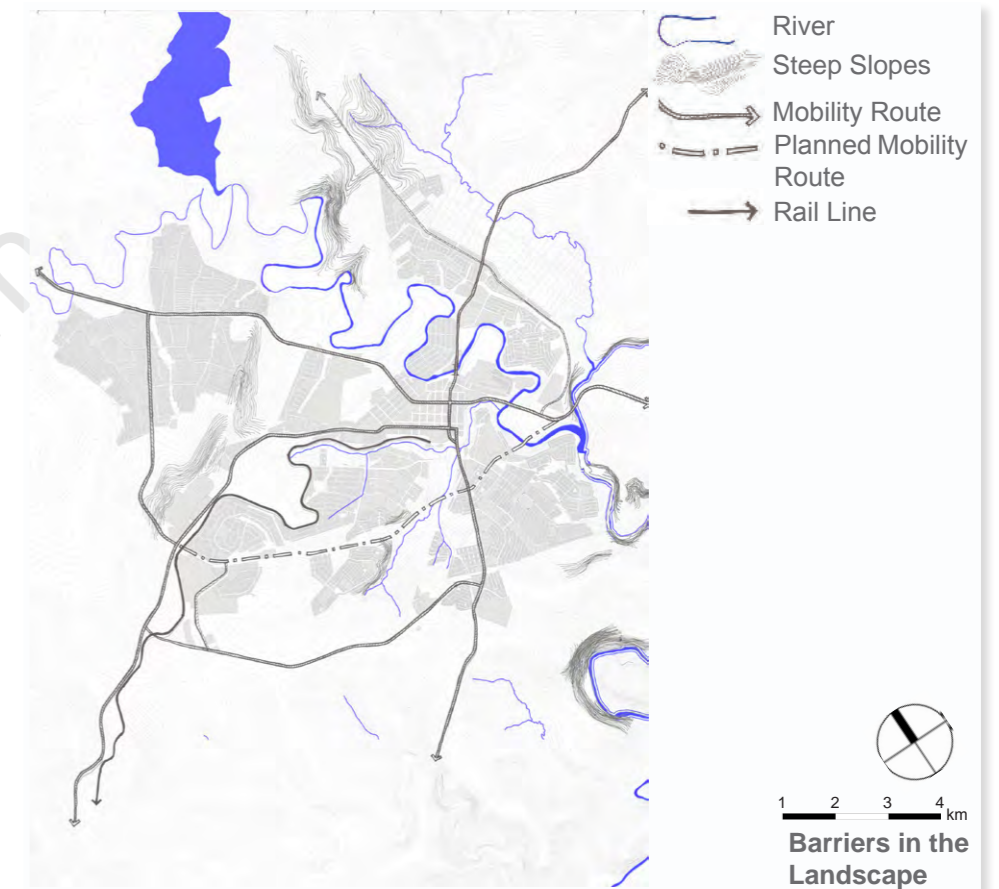 River
Steep Slopes
Mobility Route
Planned Mobility
Route
Rail Line
1 2 3 4
km
Barriers in the
Landscape